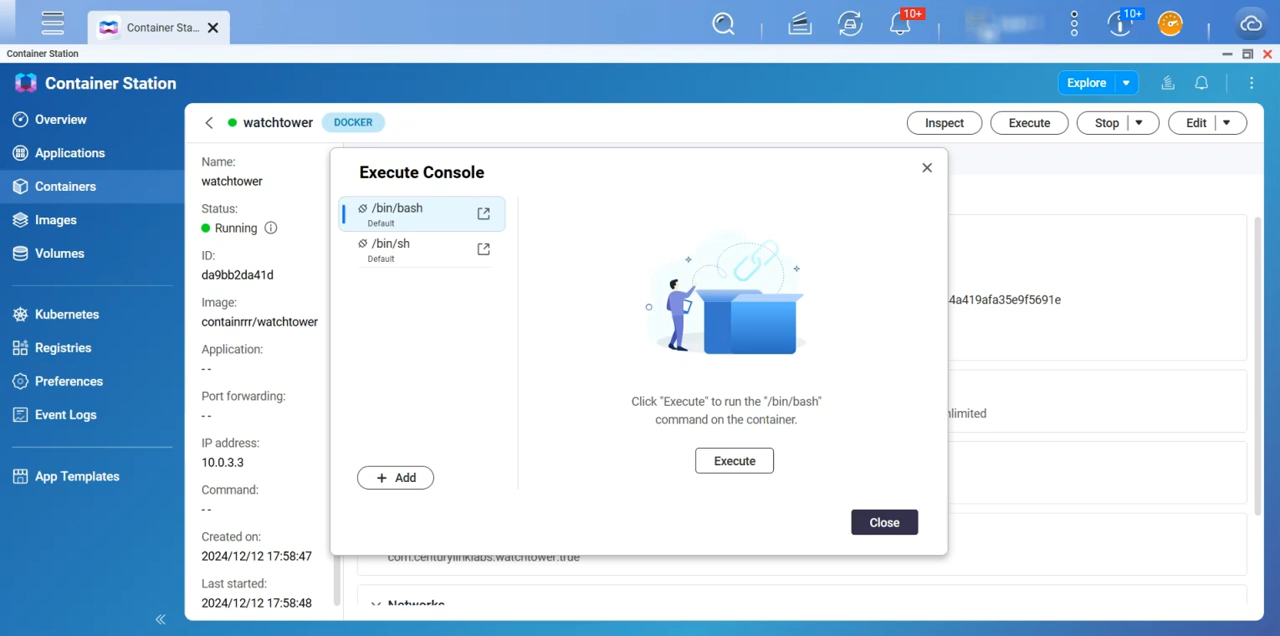 Container Sta...
10+
10+
Container Station
Container Station
Explore
Overview
Applications
Containers
Images
Volumes
Kubernetes
Registries
Preferences
Event Logs
App Templates
watchtower
DOCKER
Inspect
Execute
Stop
Edit
Name:
watchtower
Status:
Running
ID:
da9bb2da41d
Image:
containrrr/watchtower
Application:
- -
Port forwarding:
- -
IP address:
10.0.3.3
Command:
- -
Created on:
2024/12/12 17:58:47
Last started:
2024/12/12 17:58:48
Execute Console
/bin/bash
Default
/bin/sh
Default
+ Add
Click "Execute" to run the "/bin/bash"
command on the container.
Execute
Close
4a419afa35e9f5691e
nlimited
com.centurylinklabs.watchtower.true
Networks